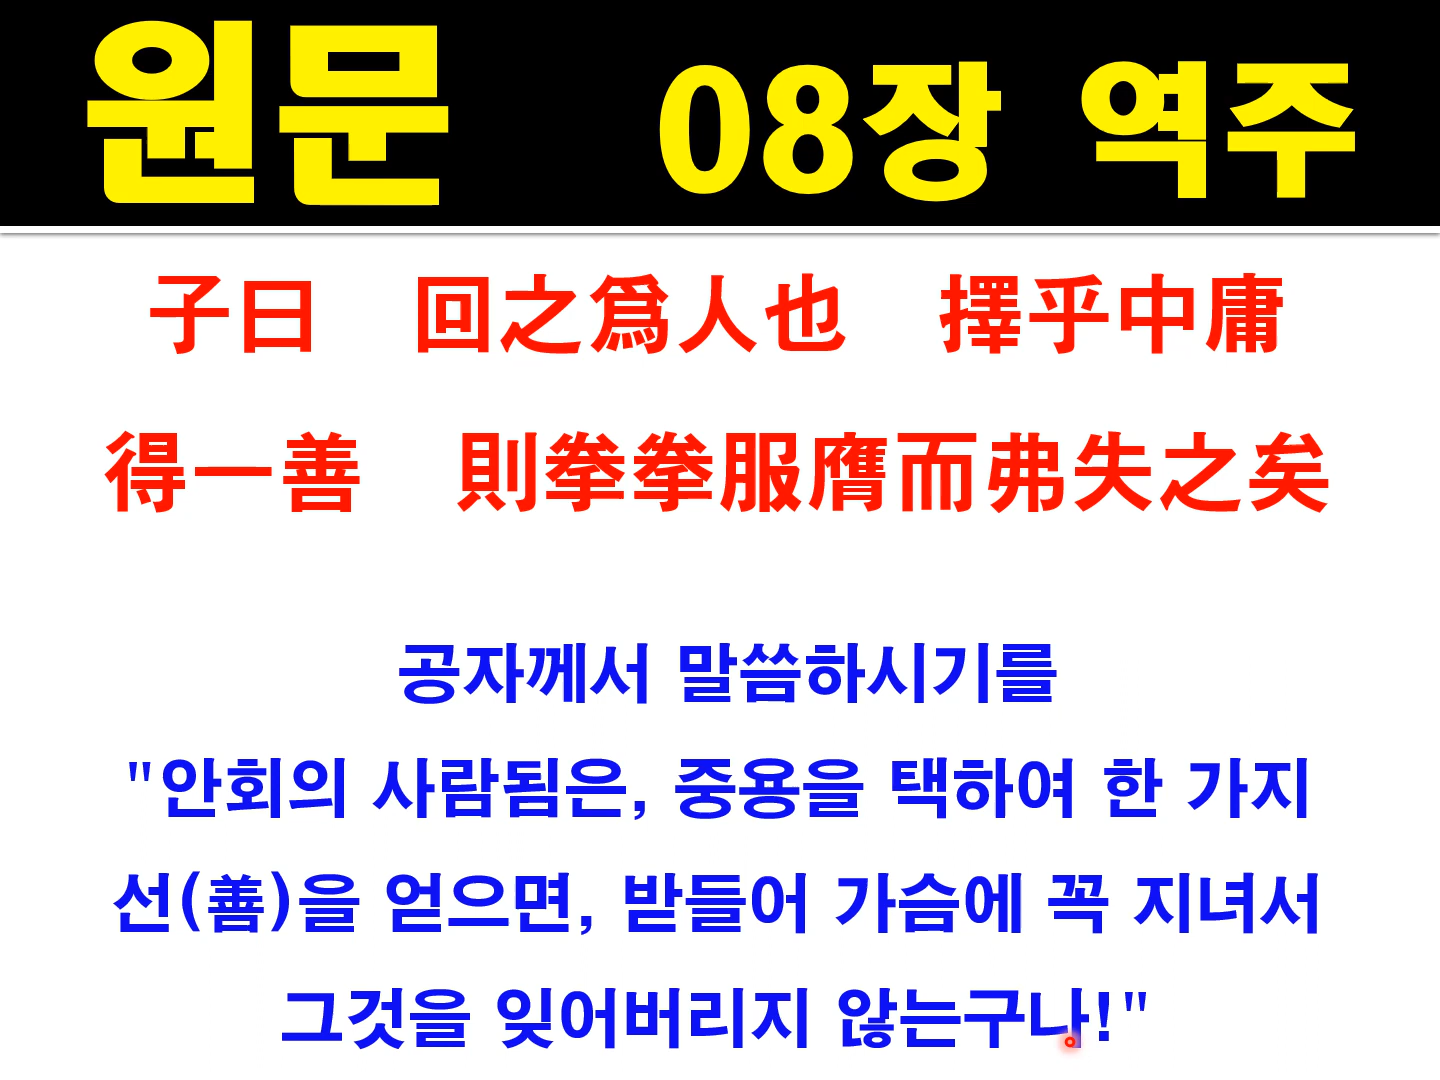 원문 08장 역주
子曰 回之爲人也 擇乎中庸
得一善 則拳拳服膺而弗失之矣
공자께서 말씀하시기를
"안회의 사람됨은, 중용을 택하여 한 가지
선(善)을 얻으면, 받들어 가슴에 꼭 지녀서
그것을 잊어버리지 않는구나!"